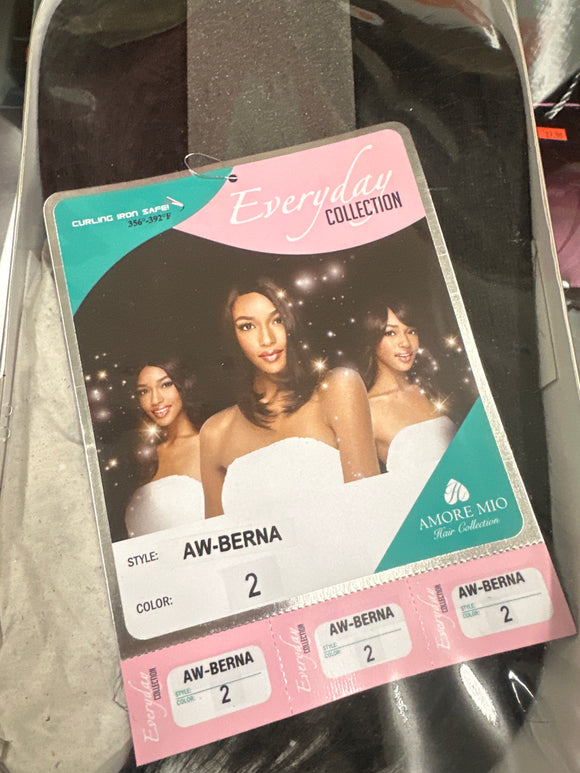 CURLING IRON SAFE!
356°-392°F
Everyday
COLLECTION
AMORE MIO
Hair Collection
STYLE: AW-BERNA
COLOR: 2
Everyday
COLLECTION
AW-BERNA
STYLE:
COLOR: 2
Everyday
COLLECTION
AW-BERNA
STYLE:
COLOR: 2
Everyday
COLLECTION
AW-BERNA
STYLE:
COLOR: 2